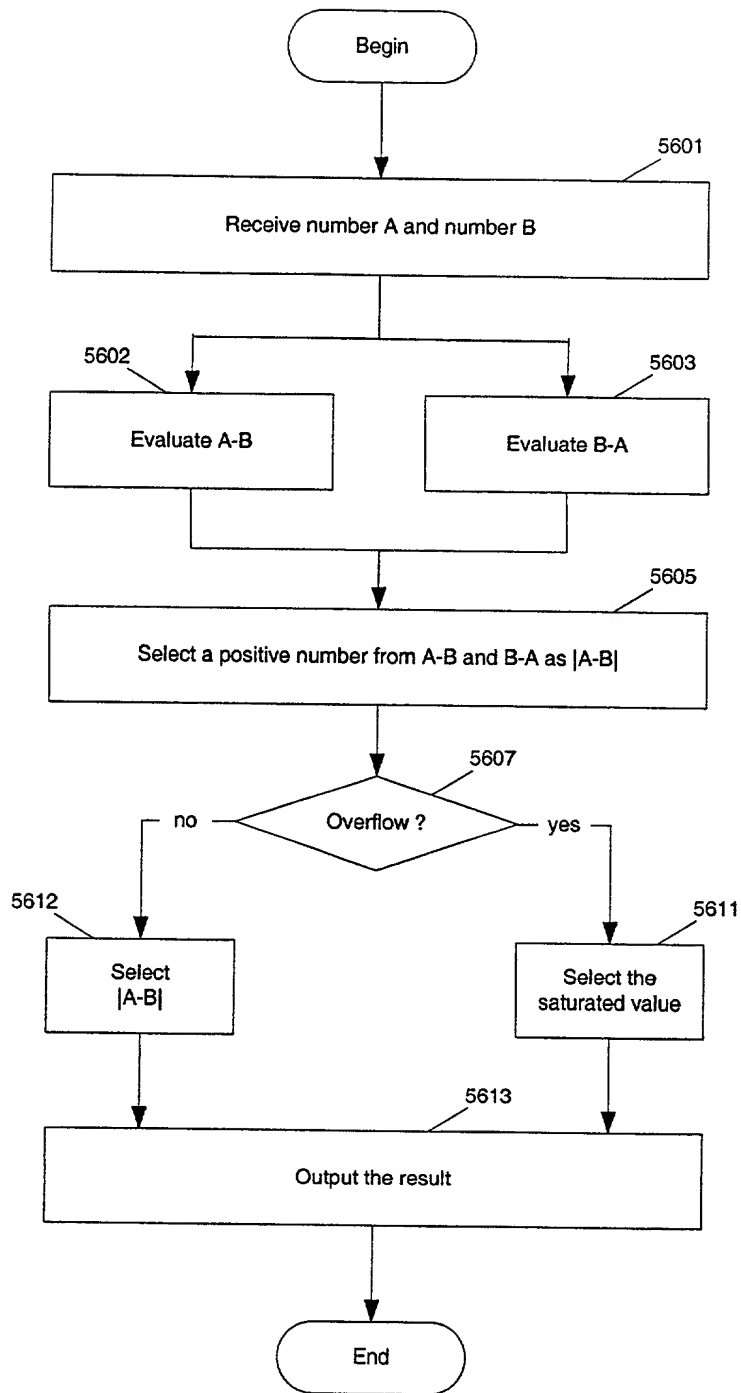 Begin
5601
Receive number A and number B
5602
5603
Evaluate A-B
Evaluate B-A
5605
Select a positive number from A-B and B-A as |A-B|
5607
no
Overflow ?
yes
5612
5611
Select
|A-B|
Select the
saturated value
5613
Output the result
End